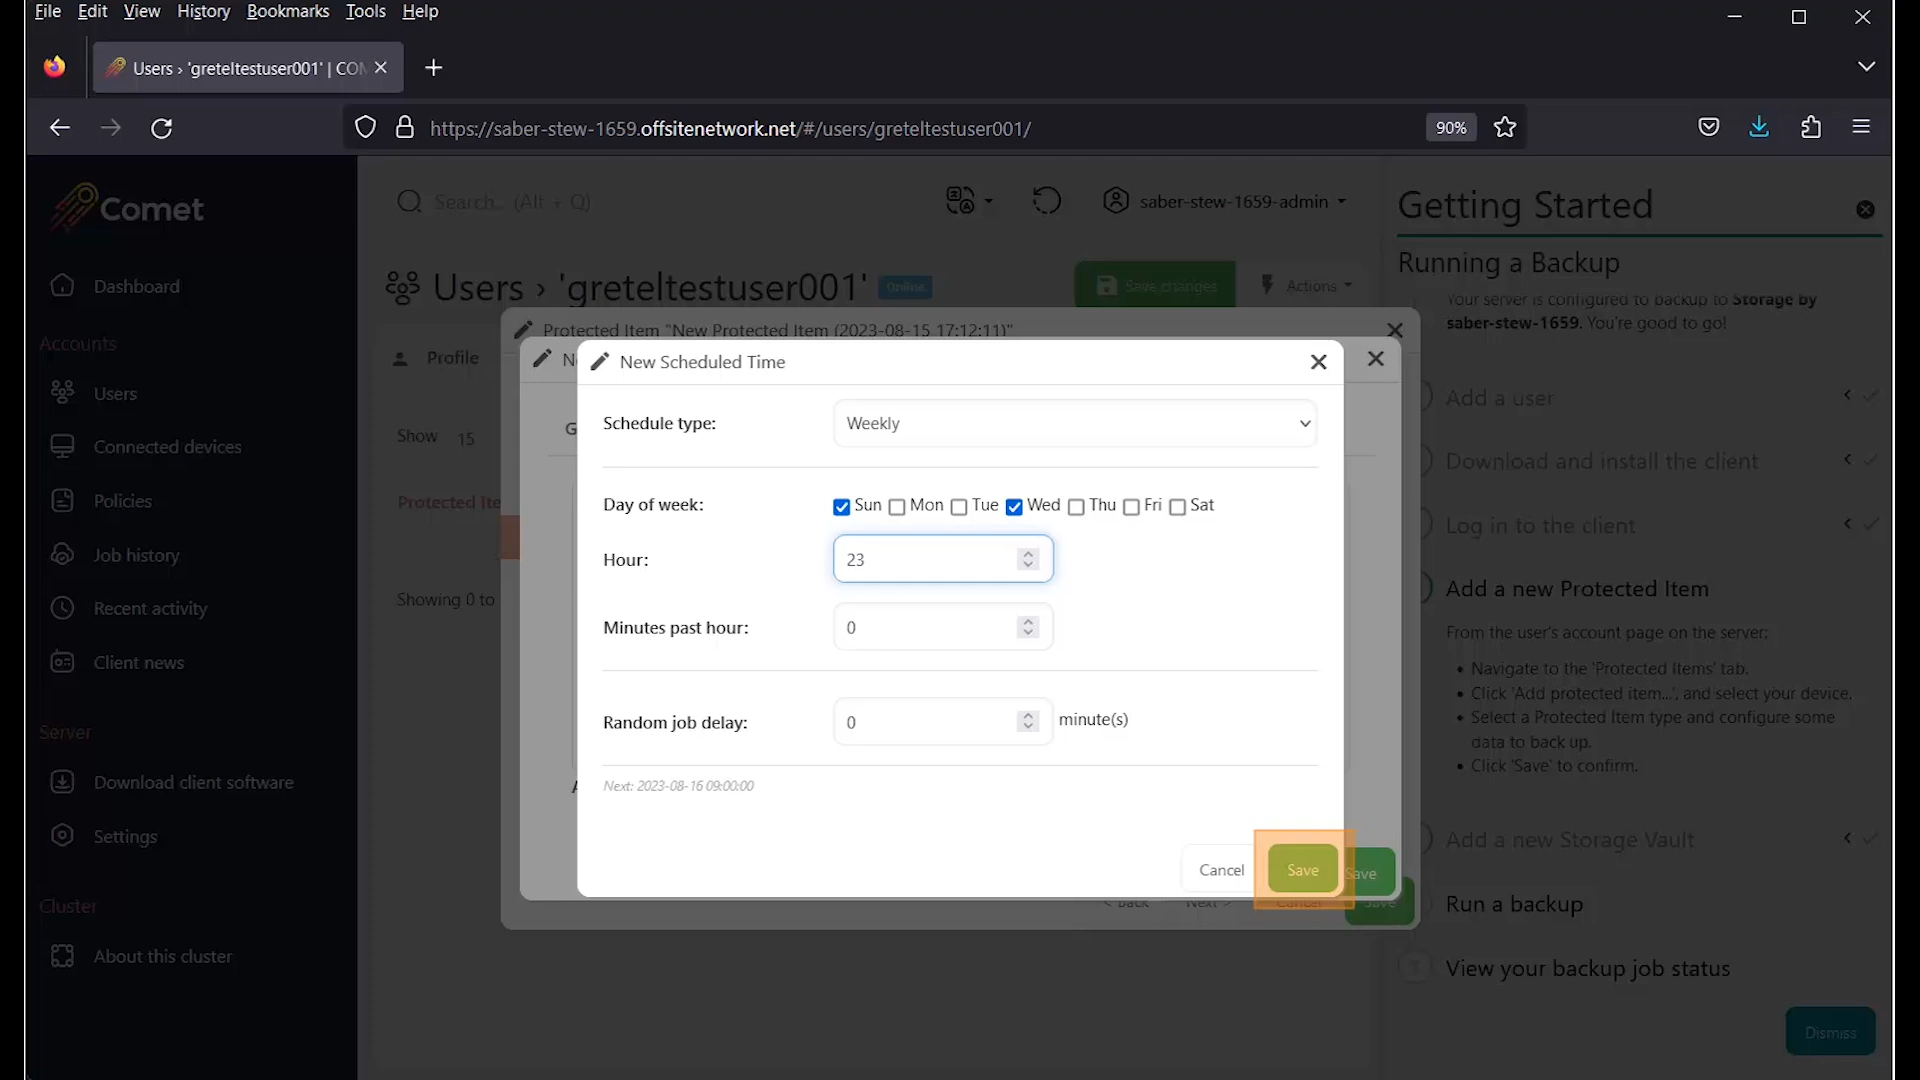 File Edit View History Bookmarks Tools Help
Users › 'greteltestuser001' | CO
https://saber-stew-1659.offsitenetwork.net/#/users/greteltestuser001/
90%
Comet
Search... (Alt + Q)
saber-stew-1659-admin
Getting Started
Running a Backup
Your server is configured to backup to Storage by
saber-stew-1659. You're good to go!
Dashboard
Accounts
Users
Connected devices
Policies
Job history
Recent activity
Client news
Server
Download client software
Settings
Cluster
About this cluster
Users › 'greteltestuser001' Online
Save changes
Actions
Profile
Show 15
Protected Ite
Showing 0 to
Protected Item "New Protected Item (2023-08-15 17:12:11)"
New Scheduled Time
Schedule type: Weekly
Day of week: Sun Mon Tue Wed Thu Fri Sat
Hour: 23
Minutes past hour: 0
Random job delay: 0 minute(s)
Next: 2023-08-16 09:00:00
Cancel Save
Save
< Back Next > Cancel Save
Add a user
Download and install the client
Log in to the client
Add a new Protected Item
From the user's account page on the server;
• Navigate to the 'Protected Items' tab.
• Click 'Add protected item...', and select your device.
• Select a Protected Item type and configure some
data to back up.
• Click 'Save' to confirm.
Add a new Storage Vault
Run a backup
View your backup job status
Dismiss